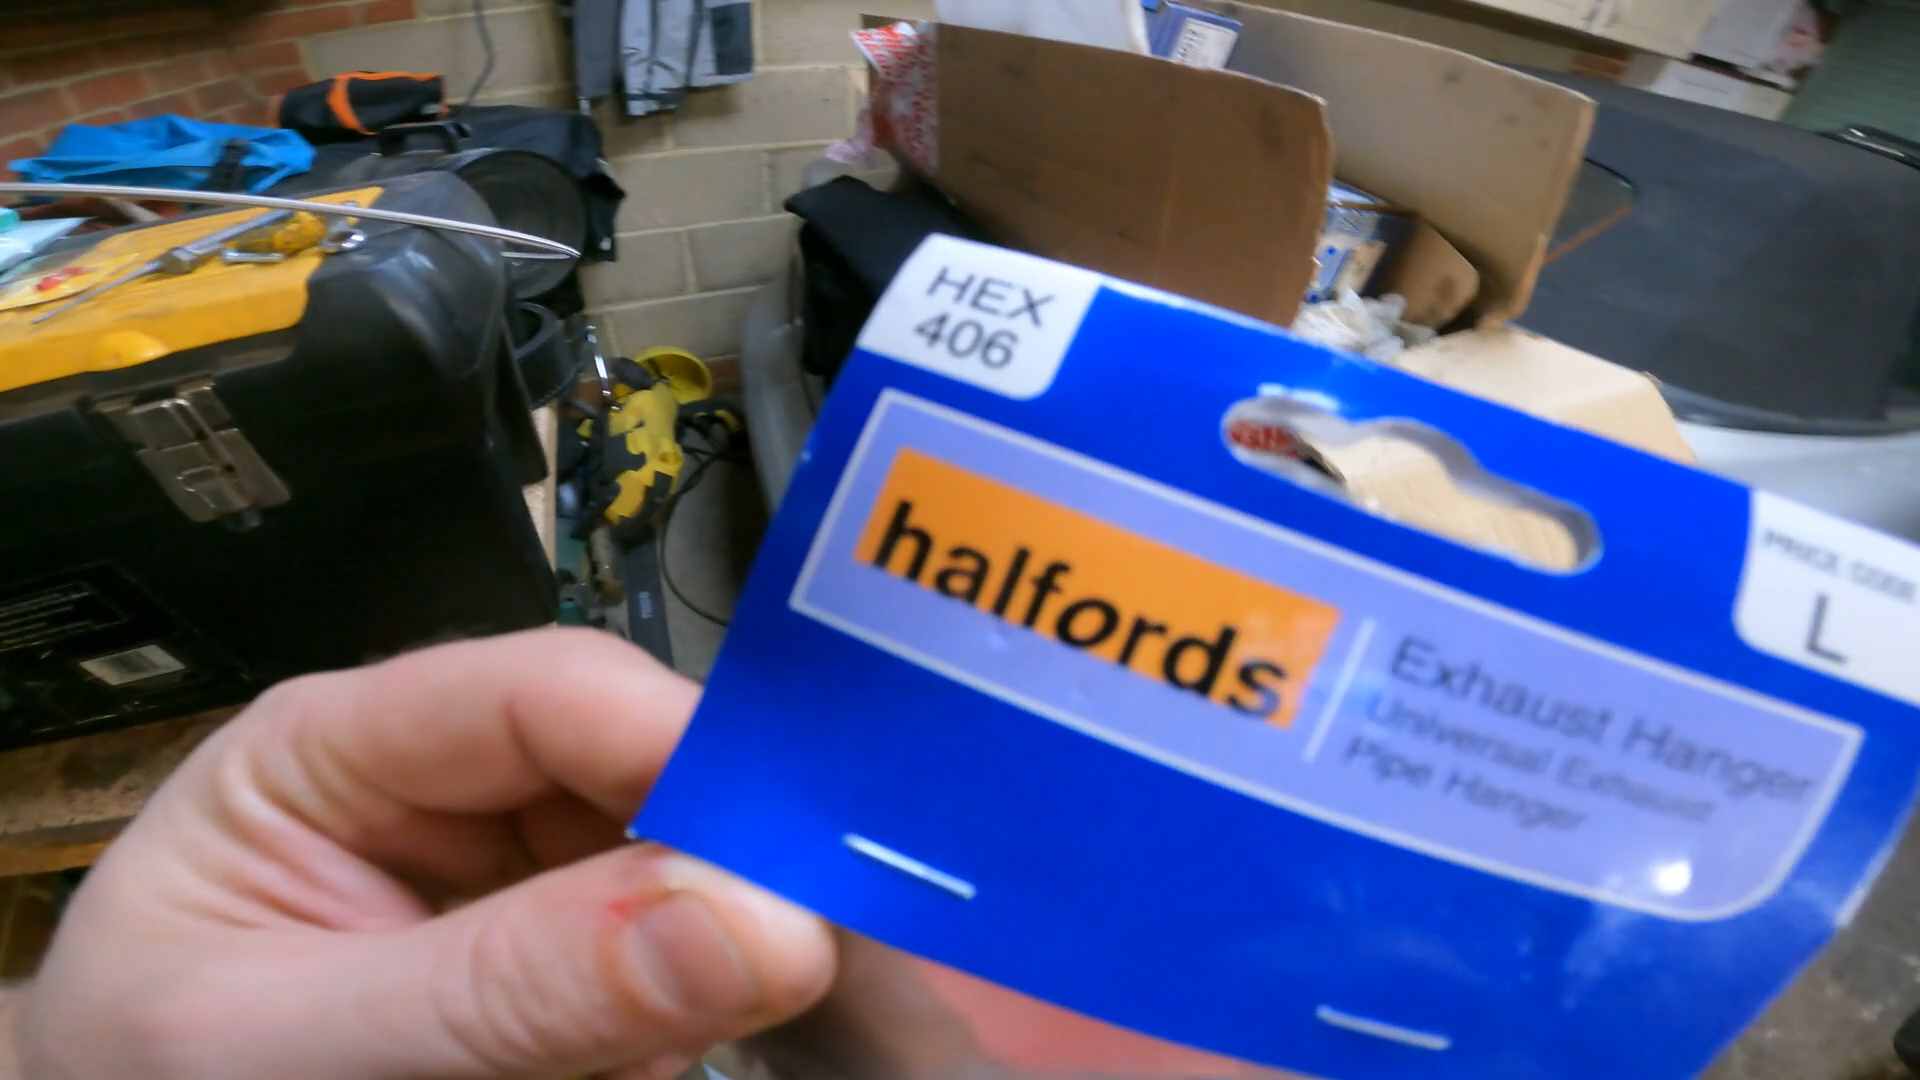 HEX
406
halfords
Exhaust Hanger
Universal Exhaust
Pipe Hanger
PRICE CODE
L